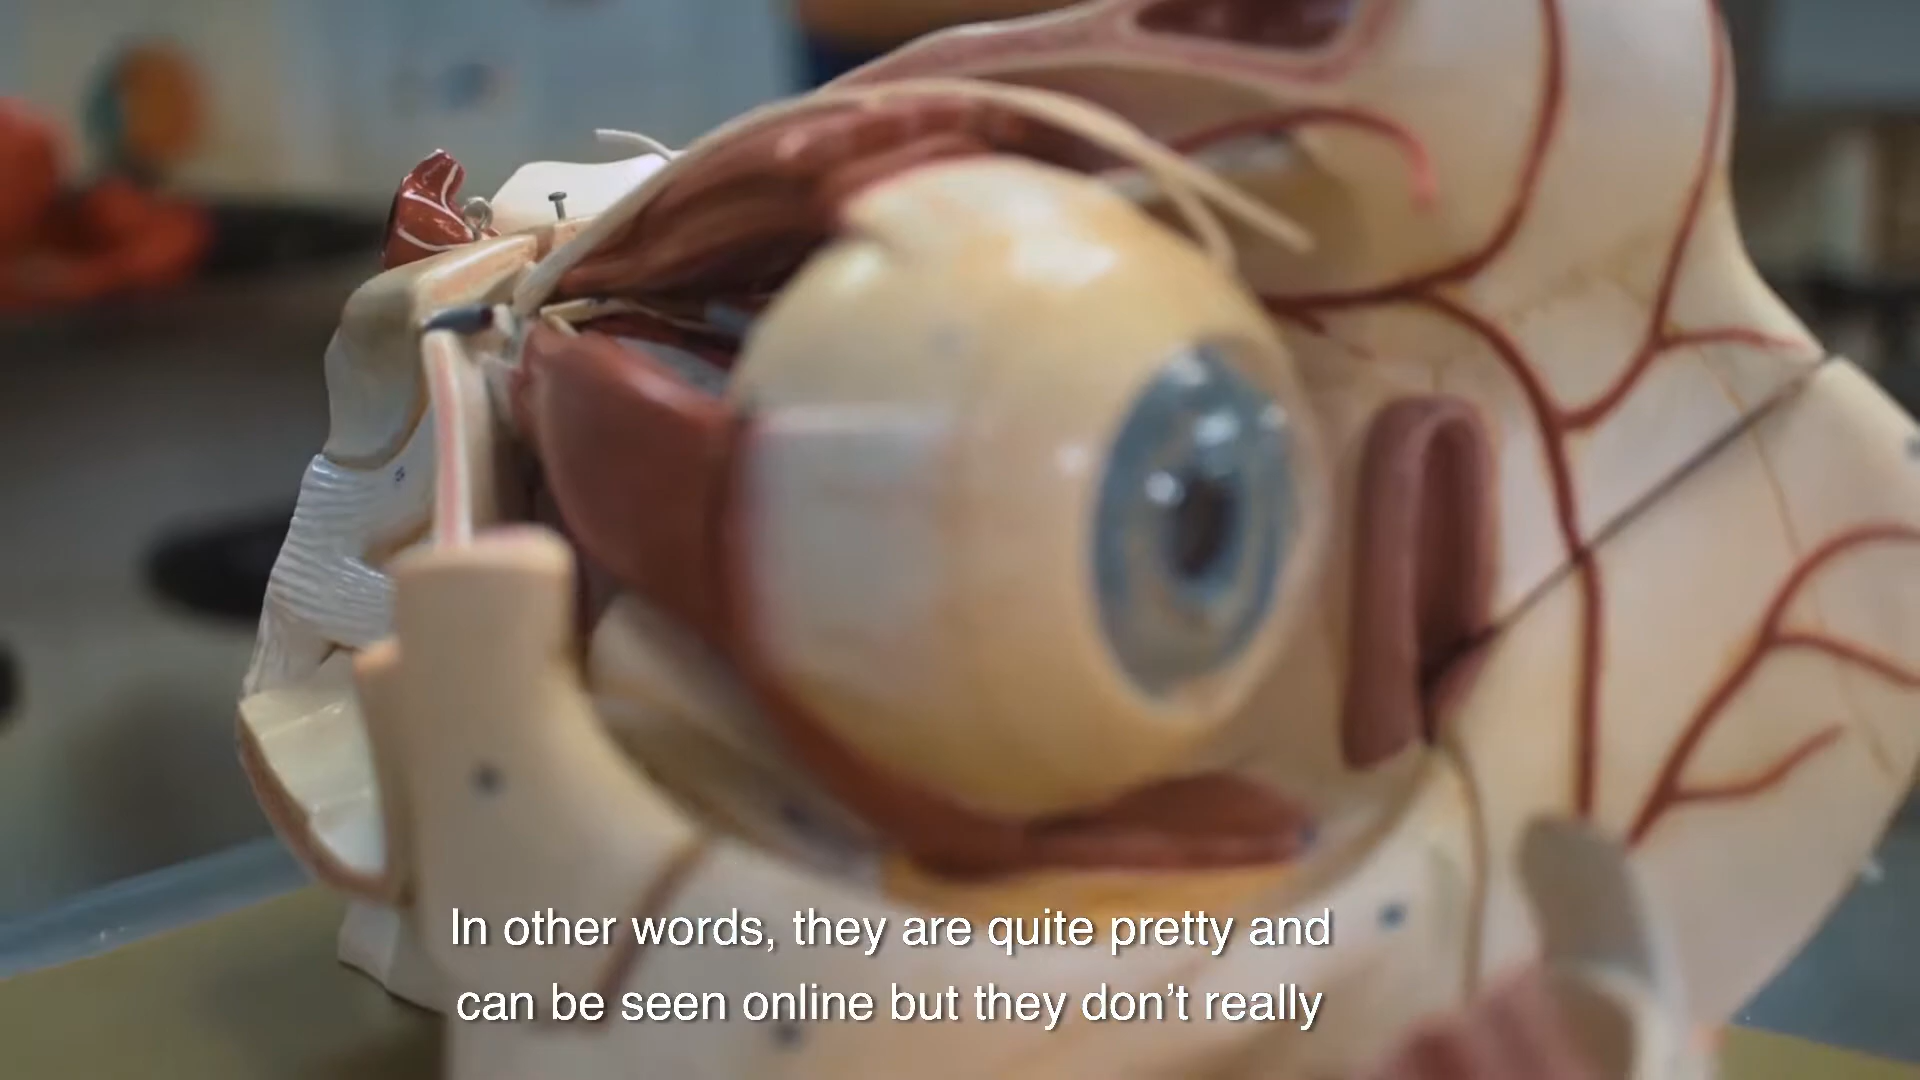 In other words, they are quite pretty and
can be seen online but they don’t really